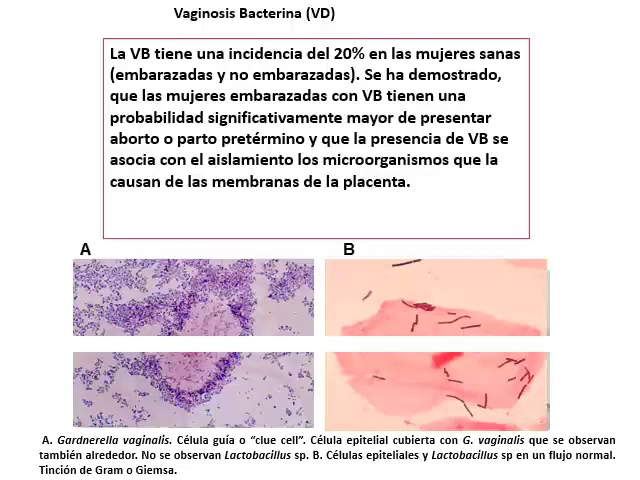 Vaginosis Bacterina (VD)
La VB tiene una incidencia del 20% en las mujeres sanas
(embarazadas y no embarazadas). Se ha demostrado,
que las mujeres embarazadas con VB tienen una
probabilidad significativamente mayor de presentar
aborto o parto pretérmino y que la presencia de VB se
asocia con el aislamiento los microorganismos que la
causan de las membranas de la placenta.
A
B
A. Gardnerella vaginalis. Célula guía o “clue cell”. Célula epitelial cubierta con G. vaginalis que se observan
también alrededor. No se observan Lactobacillus sp. B. Células epiteliales y Lactobacillus sp en un flujo normal.
Tinción de Gram o Giemsa.